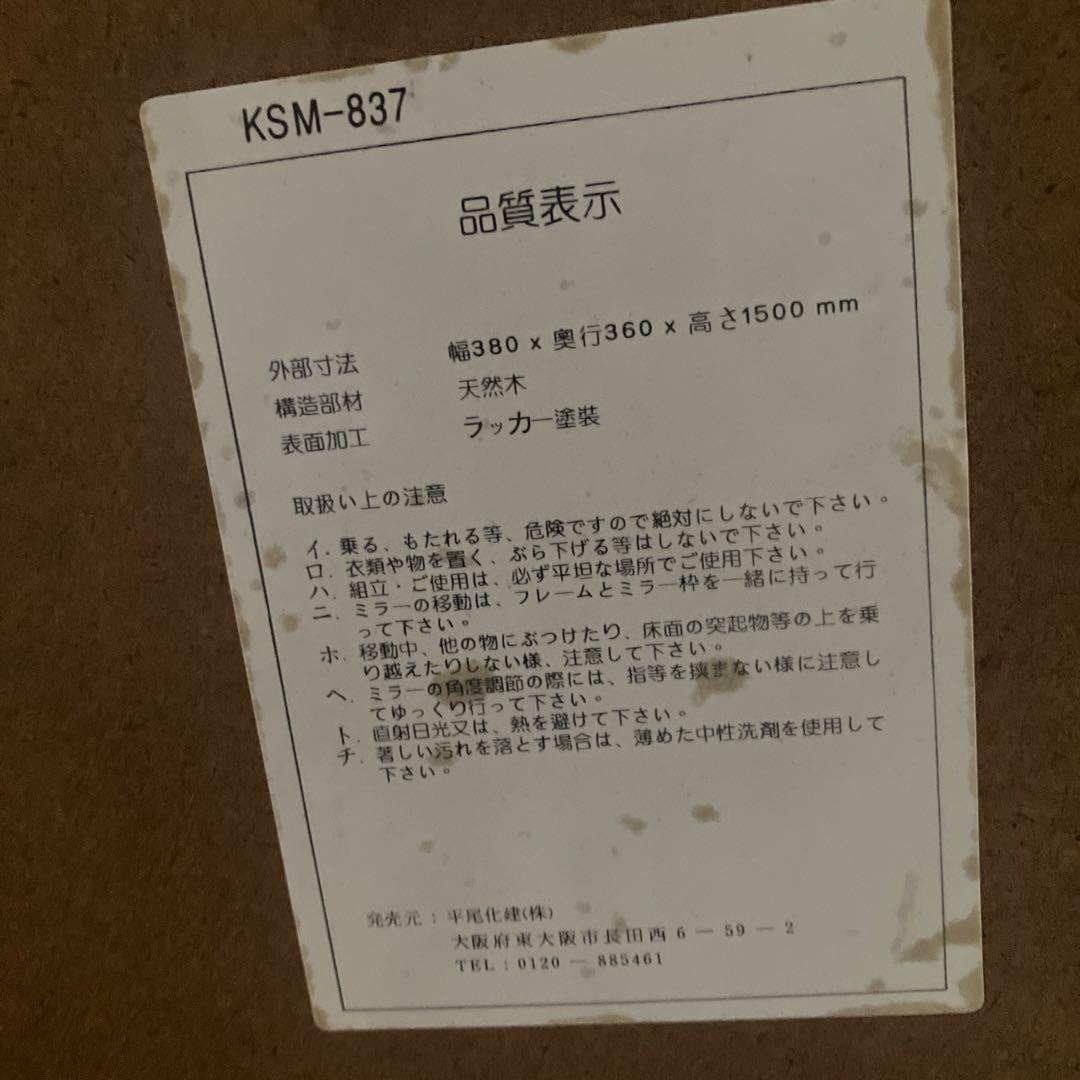 KSM-837
品質表示
外部寸法 幅380 x 奥行360 x 高さ1500 mm
構造部材 天然木
表面加工 ラッカー塗装
取扱い上の注意
イ. 乗る、もたれる等、危険ですので絶対にしないで下さい。
ロ. 衣類や物を置く、ぶら下げる等はしないで下さい。
ハ. 組立・ご使用は、必ず平坦な場所でご使用下さい。
ニ. ミラーの移動は、フレームとミラー枠を一緒に持って行
って下さい。
ホ. 移動中、他の物にぶつけたり、床面の突起物等の上を乗
り越えたりしない様、注意して下さい。
ヘ. ミラーの角度調節の際には、指等を挟まない様に注意し
てゆっくり行って下さい。
ト. 直射日光又は、熱を避けて下さい。
チ. 著しい汚れを落とす場合は、薄めた中性洗剤を使用して
下さい。
発売元 : 平尾化建(株)
大阪府東大阪市長田西 6 ― 59 ― 2
TEL : 0120 ― 885461